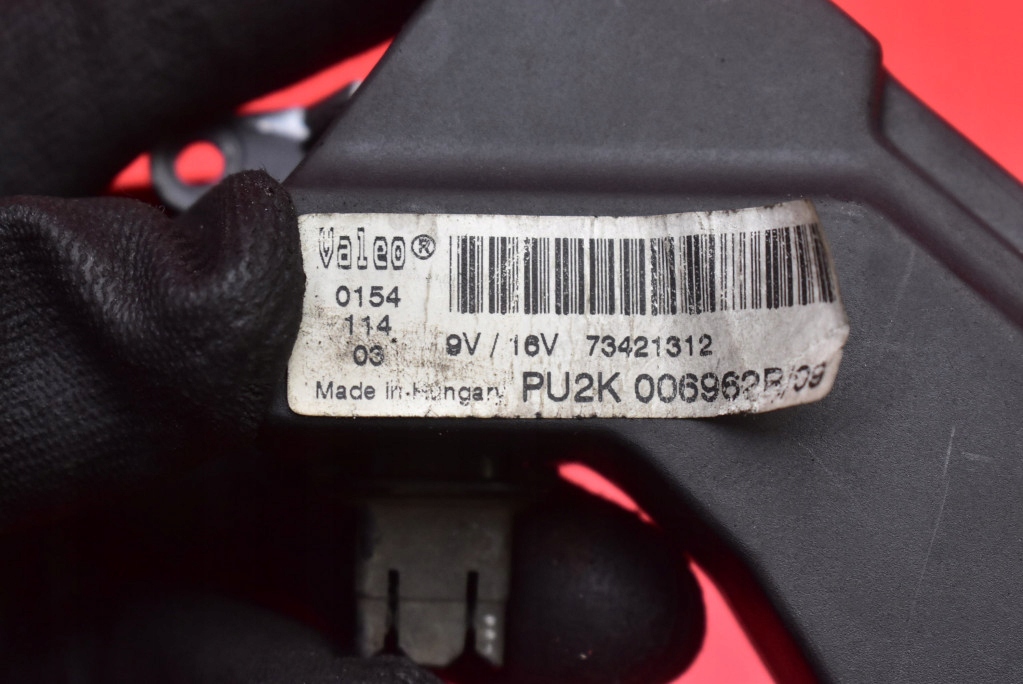 Valeo®
0154
114
03
9V / 16V 73421312
Made in Hungary PU2K 006962B/09